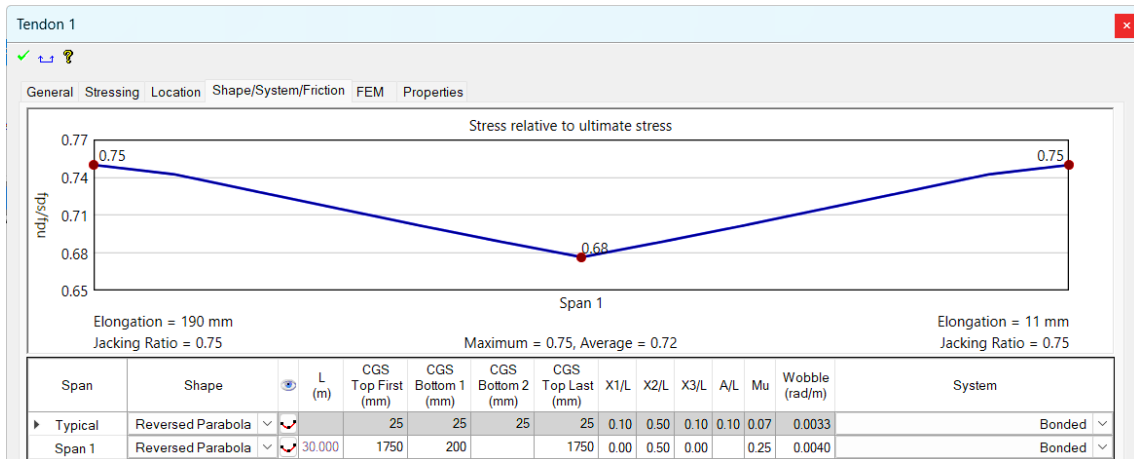 Tendon 1
General Stressing Location Shape/System/Friction FEM Properties
Stress relative to ultimate stress
0.77
0.75 0.75
0.74
0.71
fps/fpu
0.68
0.68
0.65
Span 1
Elongation = 190 mm Elongation = 11 mm
Jacking Ratio = 0.75 Maximum = 0.75, Average = 0.72 Jacking Ratio = 0.75
Span Shape L (m) CGS Top First (mm) CGS Bottom 1 (mm) CGS Bottom 2 (mm) CGS Top Last (mm) X1/L X2/L X3/L A/L Mu Wobble (rad/m) System
Typical Reversed Parabola 25 25 25 25 0.10 0.50 0.10 0.10 0.07 0.0033 Bonded
Span 1 Reversed Parabola 30.000 1750 200 1750 0.00 0.50 0.00 0.25 0.0040 Bonded